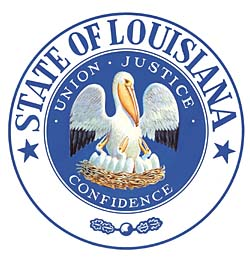 STATE OF LOUISIANA
UNION · JUSTICE
CONFIDENCE